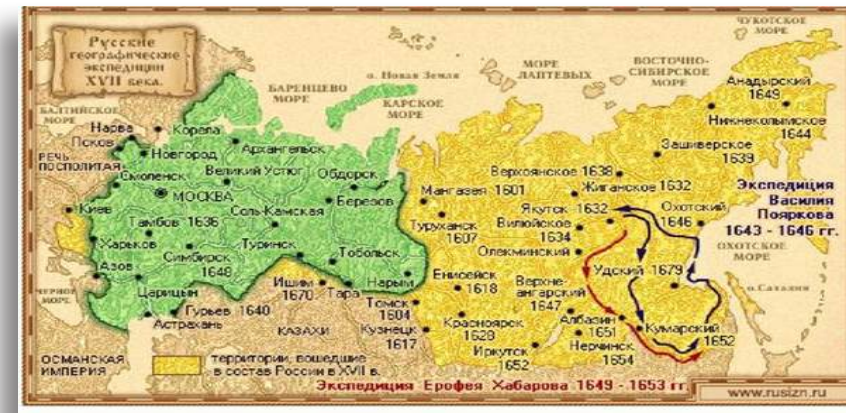 Русские
географические
экспедиции
XVII века.
ЧУКОТСКОЕ
МОРЕ
МОРЕ
ЛАПТЕВЫХ
ВОСТОЧНО-
СИБИРСКОЕ
МОРЕ
о. Новая Земля
БАРЕНЦЕВО
МОРЕ
КАРСКОЕ
МОРЕ
БАЛТИЙСКОЕ
МОРЕ
Анадырский
1649
Нижнеколымское
1644
Зашиверское
1639
Нарва
Корела
Псков
Новгород
Архангельск
РЕЧЬ
ПОСПОЛИТАЯ
Смоленск
Великий Устюг
Обдорск
МОСКВА
Березов
Верхоянское 1638
Жиганское 1632
Мангазея 1601
Экспедиция
Василия
Пояркова
1643 - 1646 гг.
Киев
Тамбов 1636
Соль-Камская
Туруханск
1607
Якутск 1632
Вилюйское
1634
Охотский
1646
Харьков
Туринск
Тобольск
Олекминский
ОХОТСКОЕ
МОРЕ
Симбирск
1648
Азов
Нарым
Енисейск
1618
Удский 1679
о.Сахалин
Царицын
Ишим
1670
Тара
Верхне-
ангарский
1647
ЧЕРНОЕ
МОРЕ
Гурьев 1640
Астрахань
Томск
1604
Албазин
1651
Кумарский
1652
КАЗАХИ
Кузнецк
1617
Красноярск
1628
Нерчинск
1654
Иркутск
1652
ОСМАНСКАЯ
ИМПЕРИЯ
территории, вошедшие
в состав России в XVII в.
Экспедиция Ерофея Хабарова 1649 - 1653 гг.
www.rusizn.ru